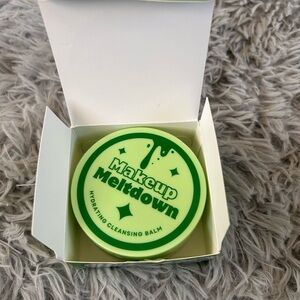 Makeup
Meltdown
HYDRATING CLEANSING BALM